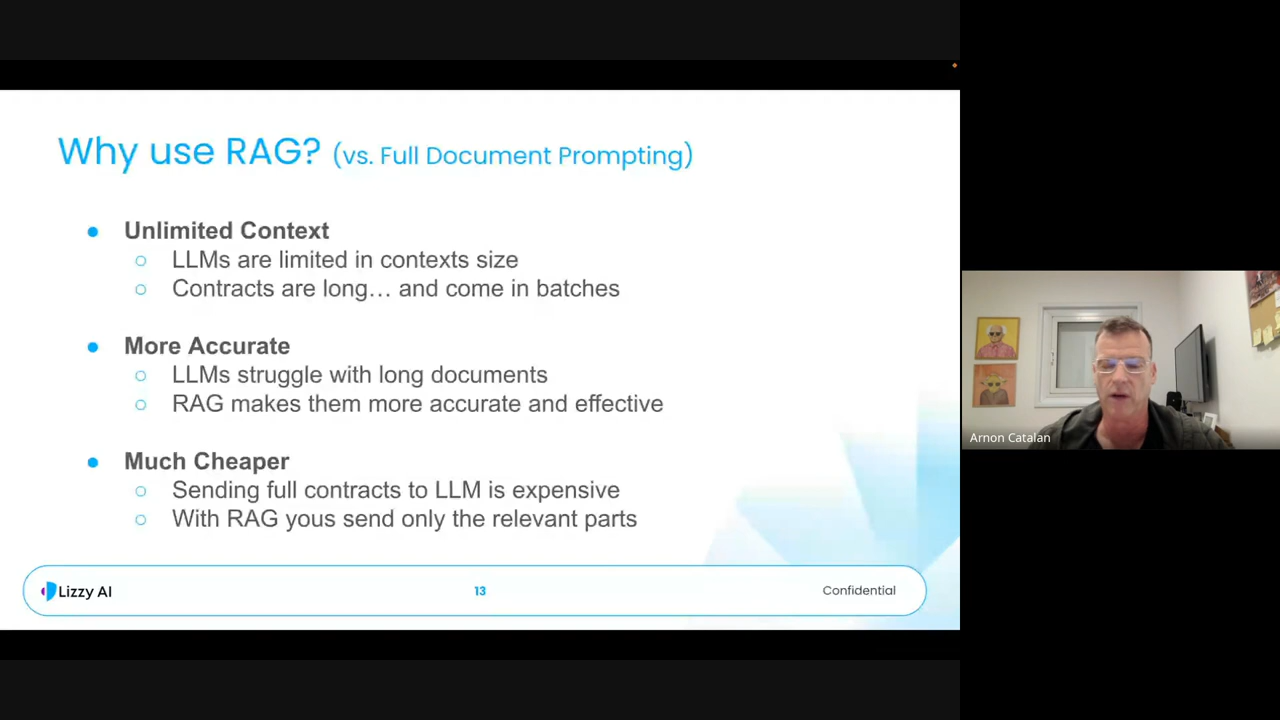 Why use RAG? (vs. Full Document Prompting)
● Unlimited Context
○ LLMs are limited in contexts size
○ Contracts are long… and come in batches
● More Accurate
○ LLMs struggle with long documents
○ RAG makes them more accurate and effective
● Much Cheaper
○ Sending full contracts to LLM is expensive
○ With RAG yous send only the relevant parts
Lizzy AI
13
Confidential
Arnon Catalan